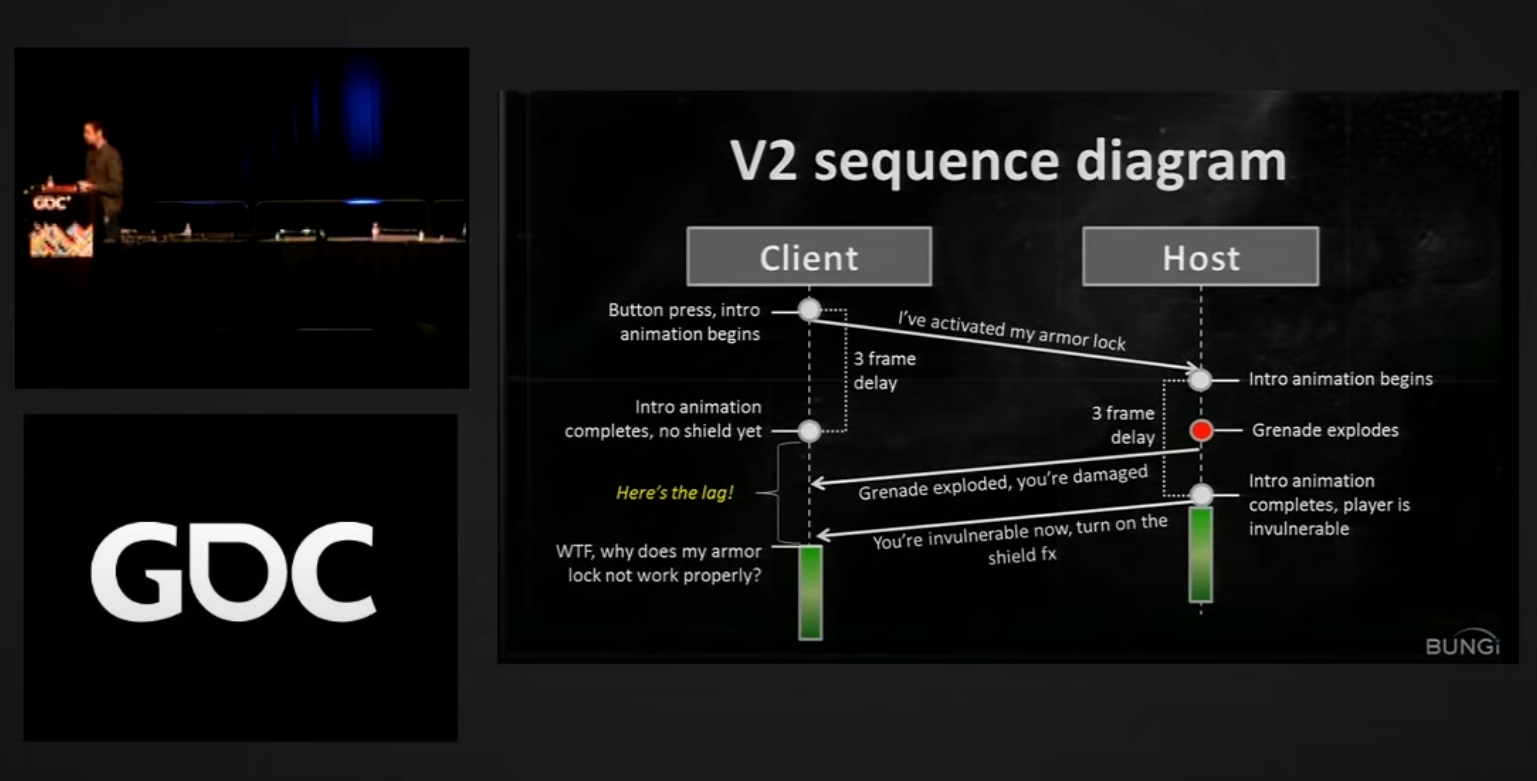 GDC
GDC
V2 sequence diagram
Client
Host
Button press, intro
animation begins
I've activated my armor lock
3 frame
delay
Intro animation begins
Intro animation
completes, no shield yet
3 frame
delay
Grenade explodes
Here's the lag!
Grenade exploded, you're damaged
Intro animation
completes, player is
invulnerable
You're invulnerable now, turn on the
shield fx
WTF, why does my armor
lock not work properly?
BUNGiE